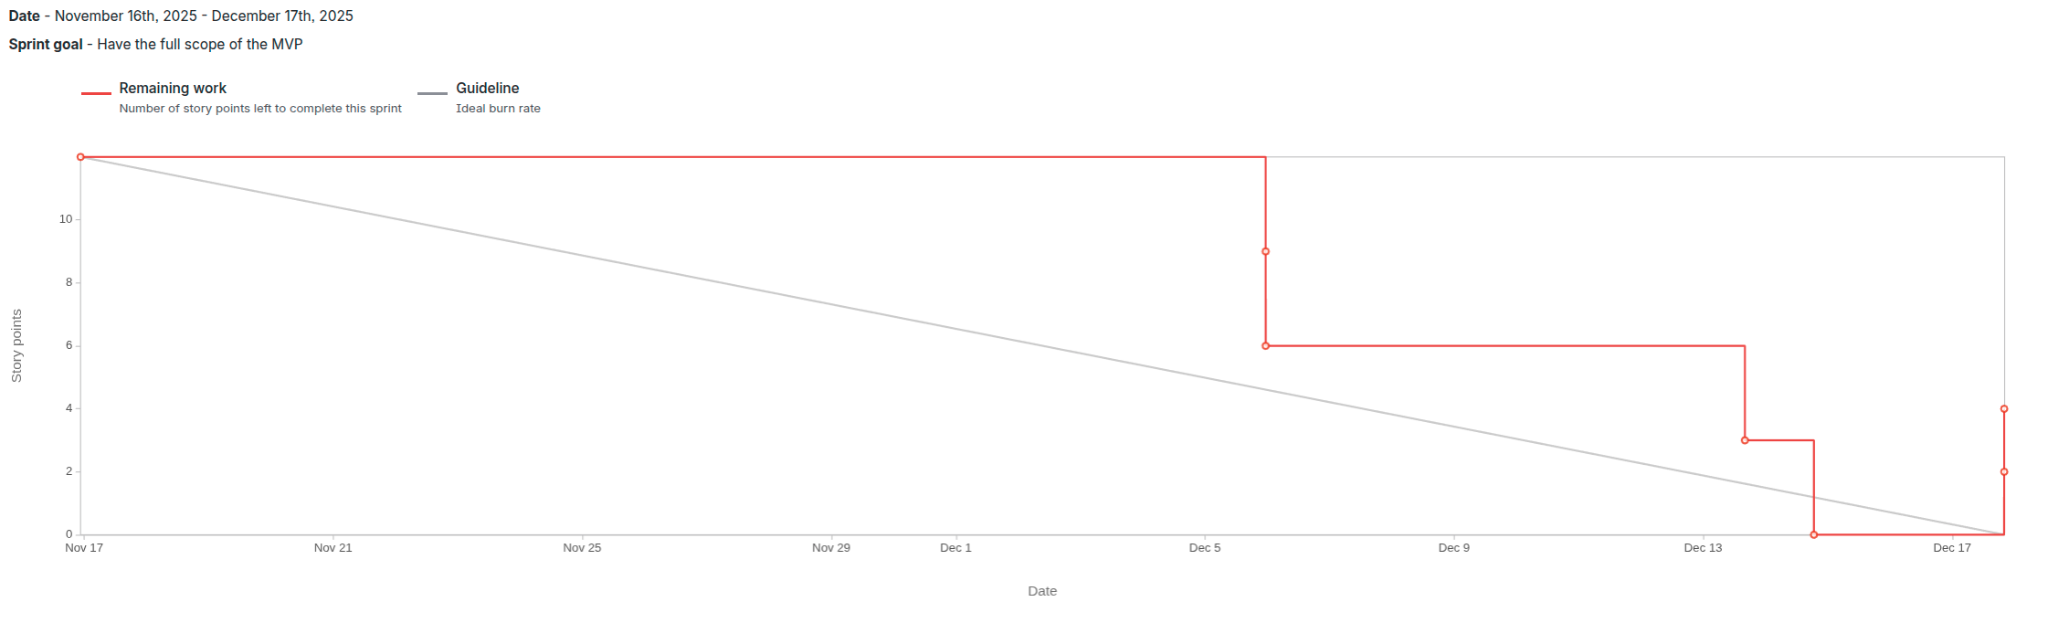 Date - November 16th, 2025 - December 17th, 2025
Sprint goal - Have the full scope of the MVP
Remaining work
Number of story points left to complete this sprint
Guideline
Ideal burn rate
Story points
10
8
6
4
2
0
Nov 17 Nov 21 Nov 25 Nov 29 Dec 1 Dec 5 Dec 9 Dec 13 Dec 17
Date